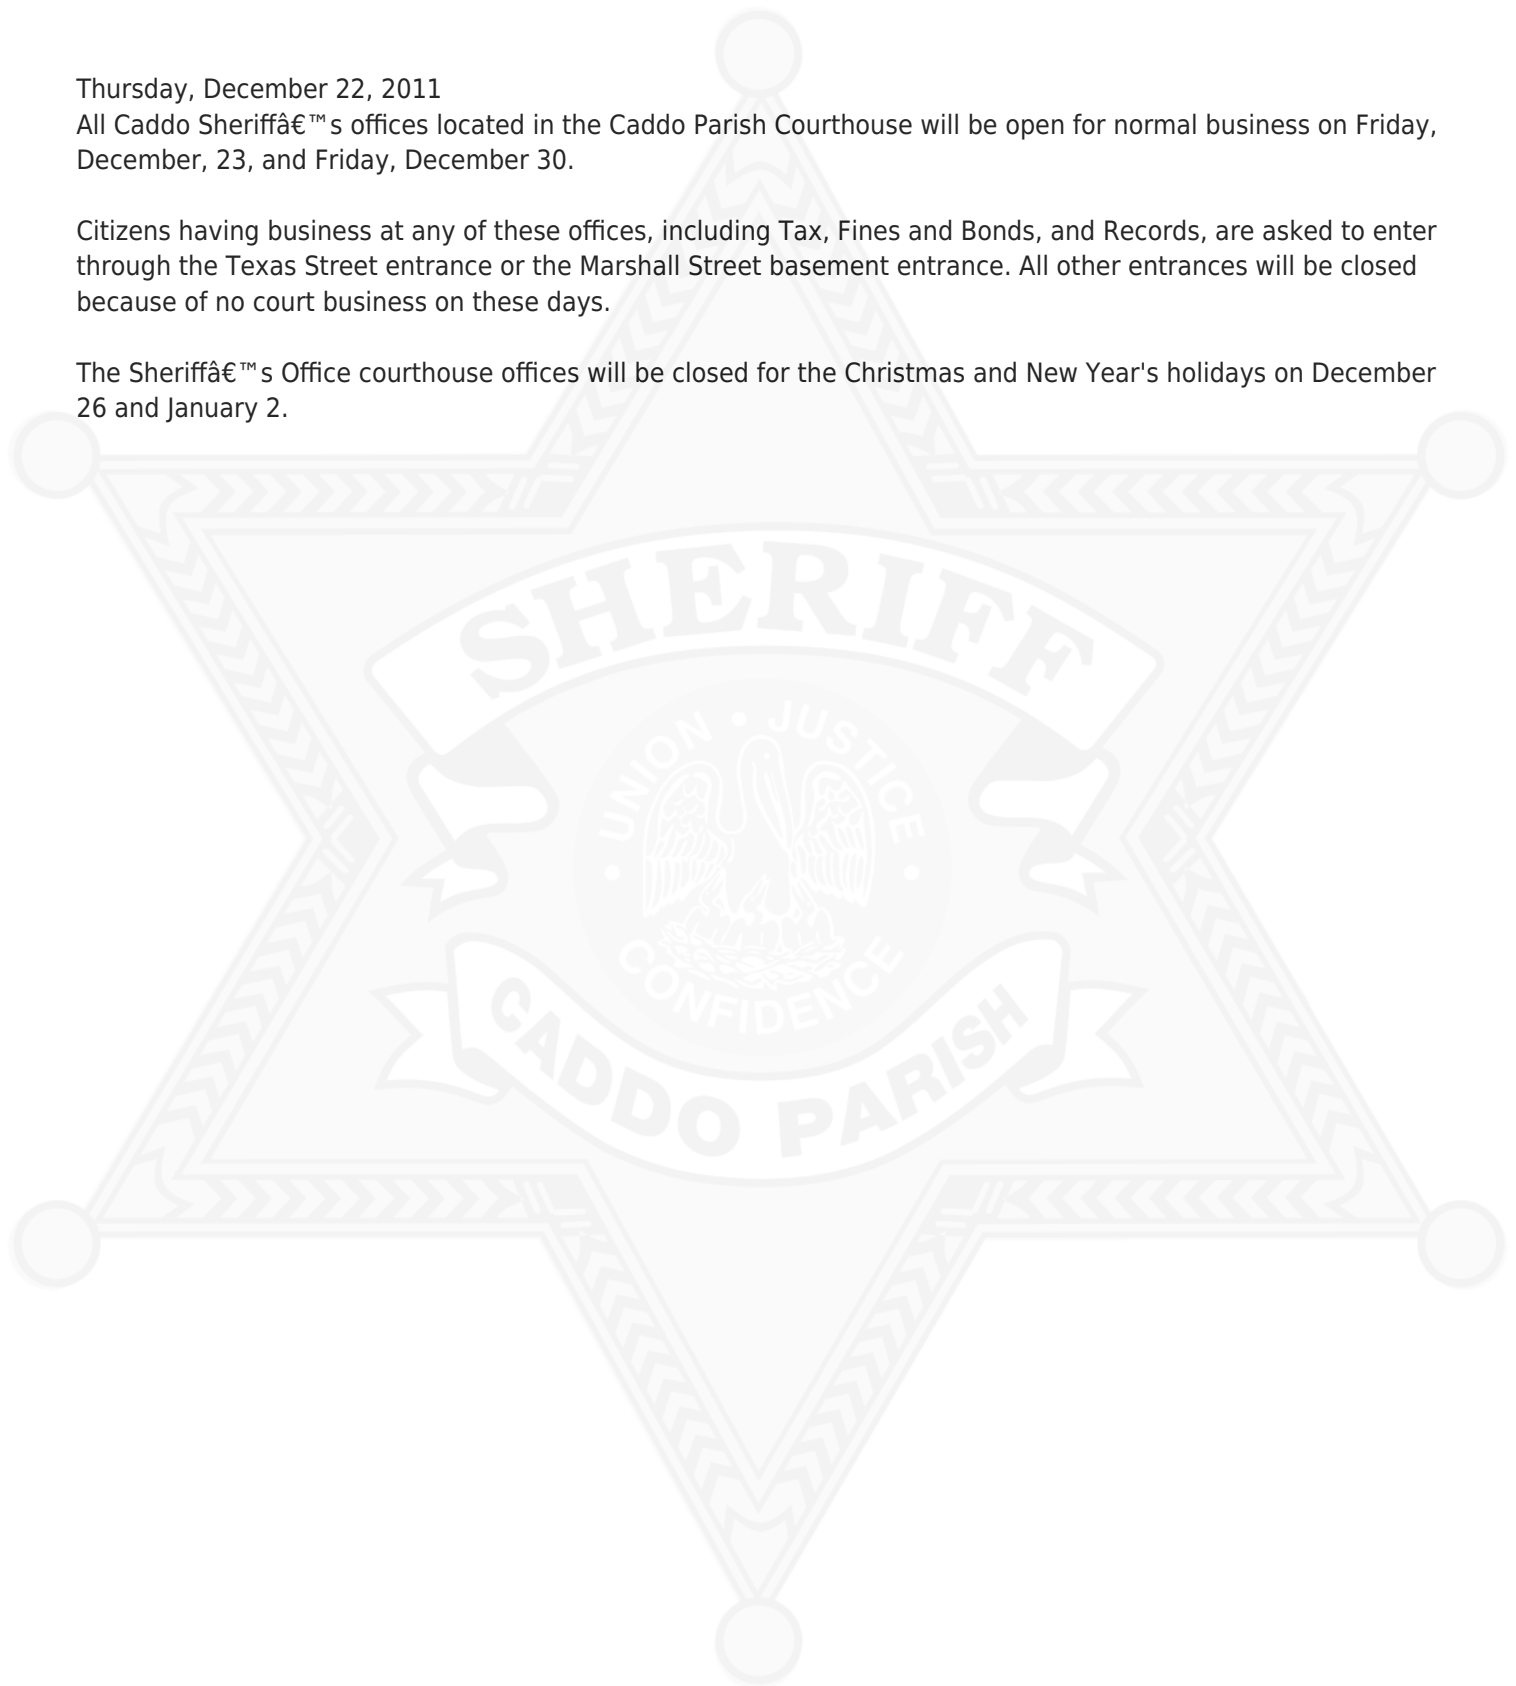 Thursday, December 22, 2011
All Caddo Sheriffâ€™s offices located in the Caddo Parish Courthouse will be open for normal business on Friday,
December, 23, and Friday, December 30.
Citizens having business at any of these offices, including Tax, Fines and Bonds, and Records, are asked to enter
through the Texas Street entrance or the Marshall Street basement entrance. All other entrances will be closed
because of no court business on these days.
The Sheriffâ€™s Office courthouse offices will be closed for the Christmas and New Year's holidays on December
26 and January 2.
SHERIFF
UNION • JUSTICE
• CONFIDENCE •
CADDO PARISH